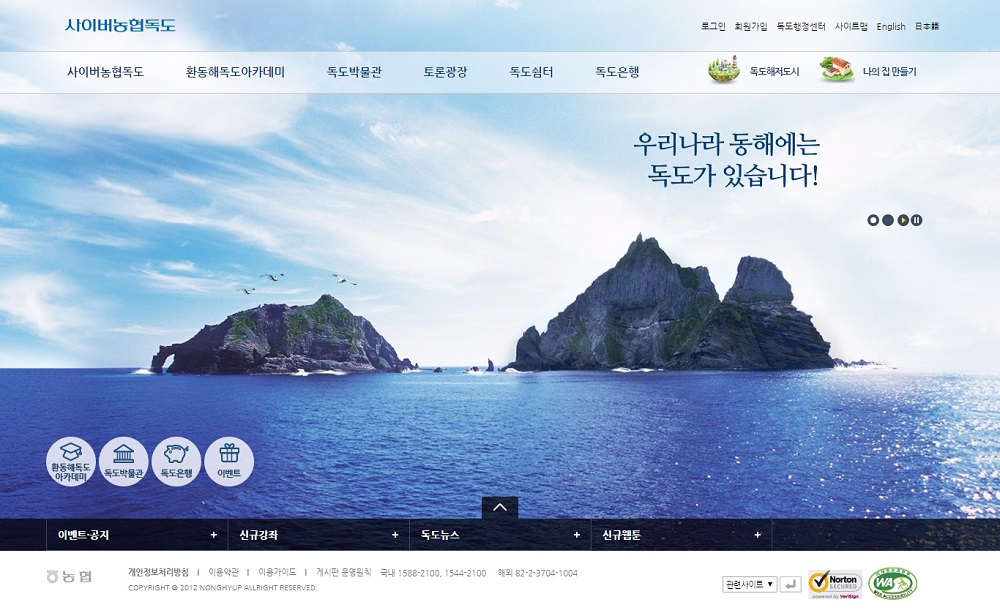 사이버농협독도
로그인 회원가입 독도행정센터 사이트맵 English 日本語
사이버농협독도 환동해독도아카데미 독도박물관 토론광장 독도쉼터 독도은행 독도해저도시 나의 집 만들기
우리나라 동해에는
독도가 있습니다!
환동해독도
아카데미
독도박물관
독도은행
이벤트
이벤트·공지 + 신규강좌 + 독도뉴스 + 신규웹툰 +
농협
개인정보처리방침 | 이용약관 | 이용가이드 | 게시판 운영원칙 국내 1588-2100, 1544-2100 해외 82-2-3704-1004
COPYRIGHT @ 2012 NONGHYUP ALLRIGHT RESERVED.
관련사이트 ▼
Norton
SECURED
powered by VeriSign
WA
WEB ACCESSIBILITY